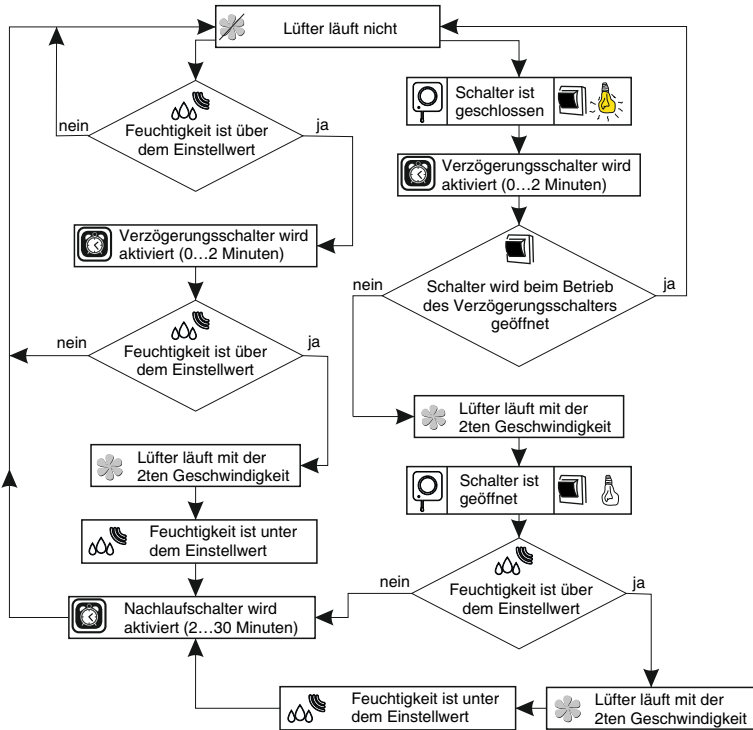 Lüfter läuft nicht
Feuchtigkeit ist über
dem Einstellwert
nein
ja
Verzögerungsschalter wird
aktiviert (0...2 Minuten)
Feuchtigkeit ist über
dem Einstellwert
nein
ja
Lüfter läuft mit der
2ten Geschwindigkeit
Feuchtigkeit ist unter
dem Einstellwert
Nachlaufschalter wird
aktiviert (2...30 Minuten)
Schalter ist
geschlossen
Verzögerungsschalter wird
aktiviert (0...2 Minuten)
nein
ja
Schalter wird beim Betrieb
des Verzögerungsschalters
geöffnet
Lüfter läuft mit der
2ten Geschwindigkeit
Schalter ist
geöffnet
nein
ja
Feuchtigkeit ist über
dem Einstellwert
Lüfter läuft mit der
2ten Geschwindigkeit
Feuchtigkeit ist unter
dem Einstellwert